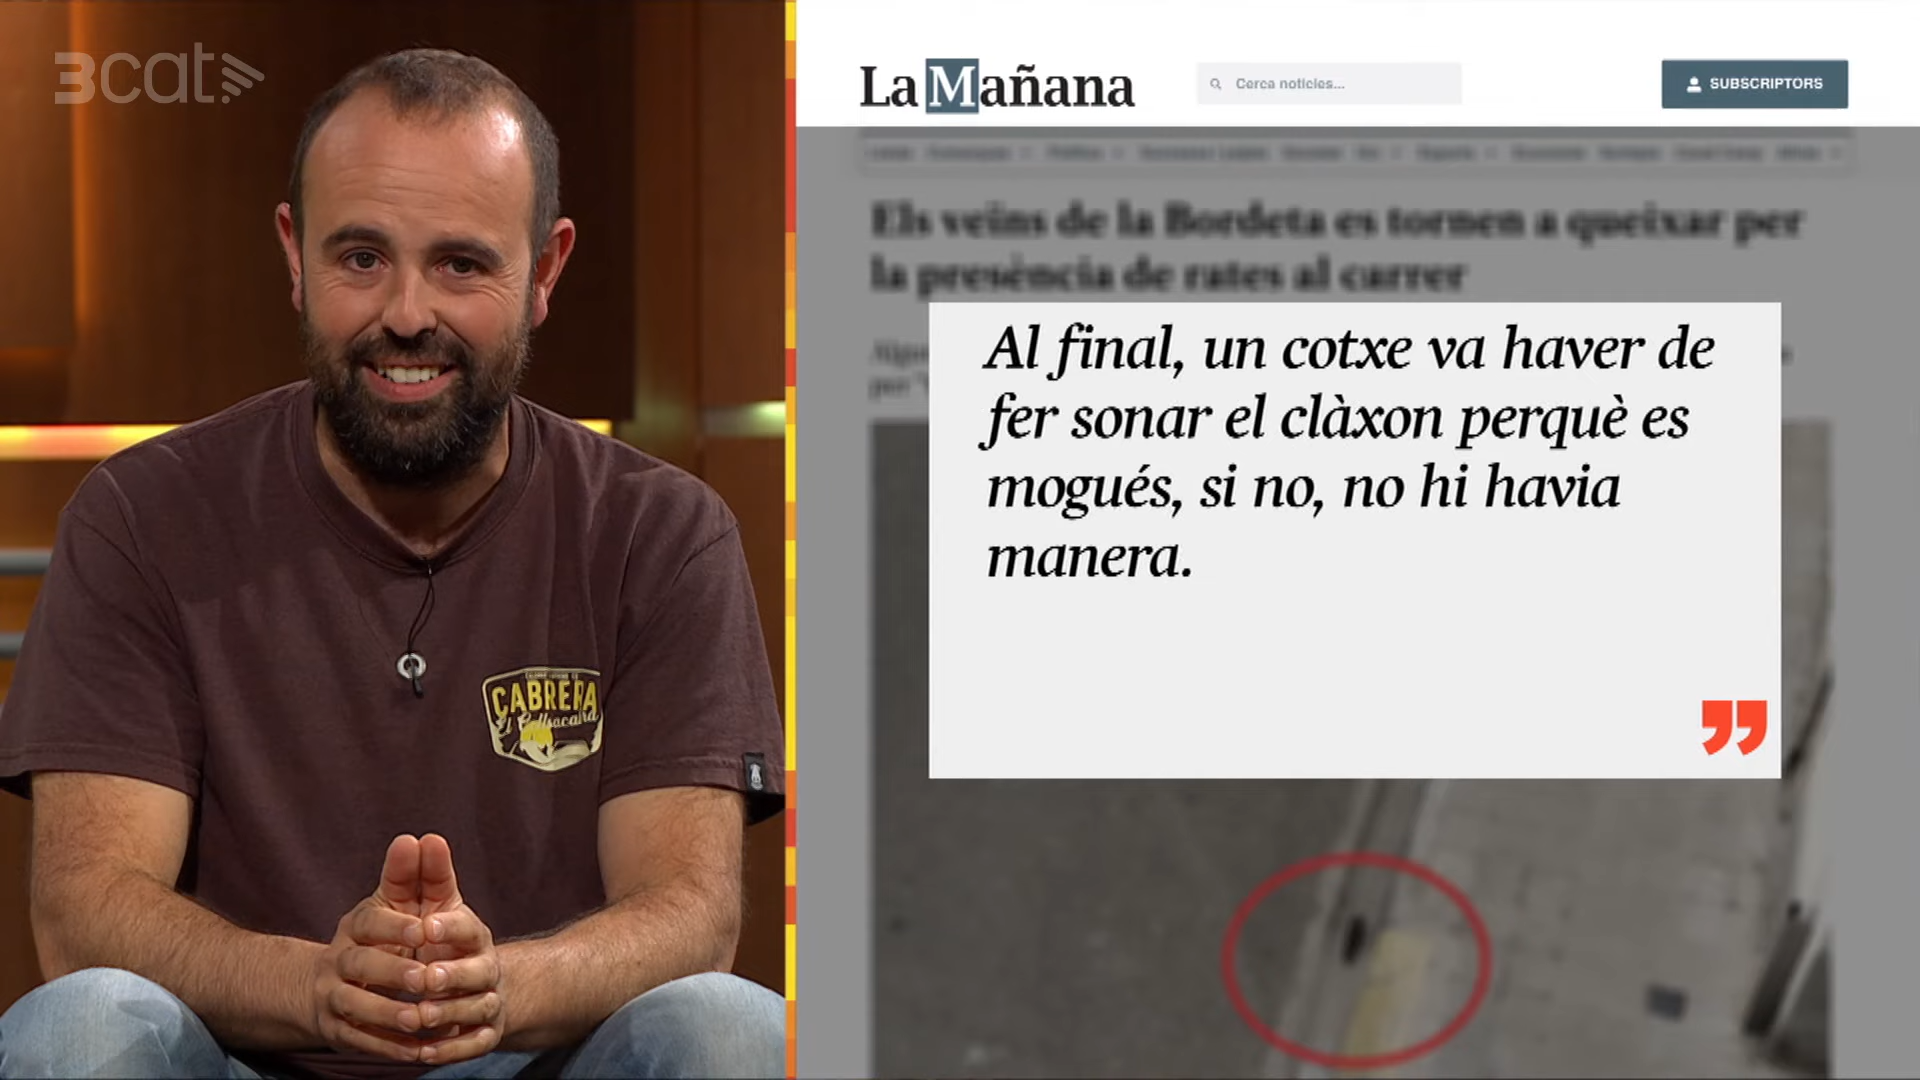 3cat
La Mañana
Cerca notícies...
SUBSCRIPTORS
Els veïns de la Bordeta es tornen a queixar per
la presència de rates al carrer
Al final, un cotxe va haver de
fer sonar el clàxon perquè es
mogués, si no, no hi havia
manera.
”
CABRERA